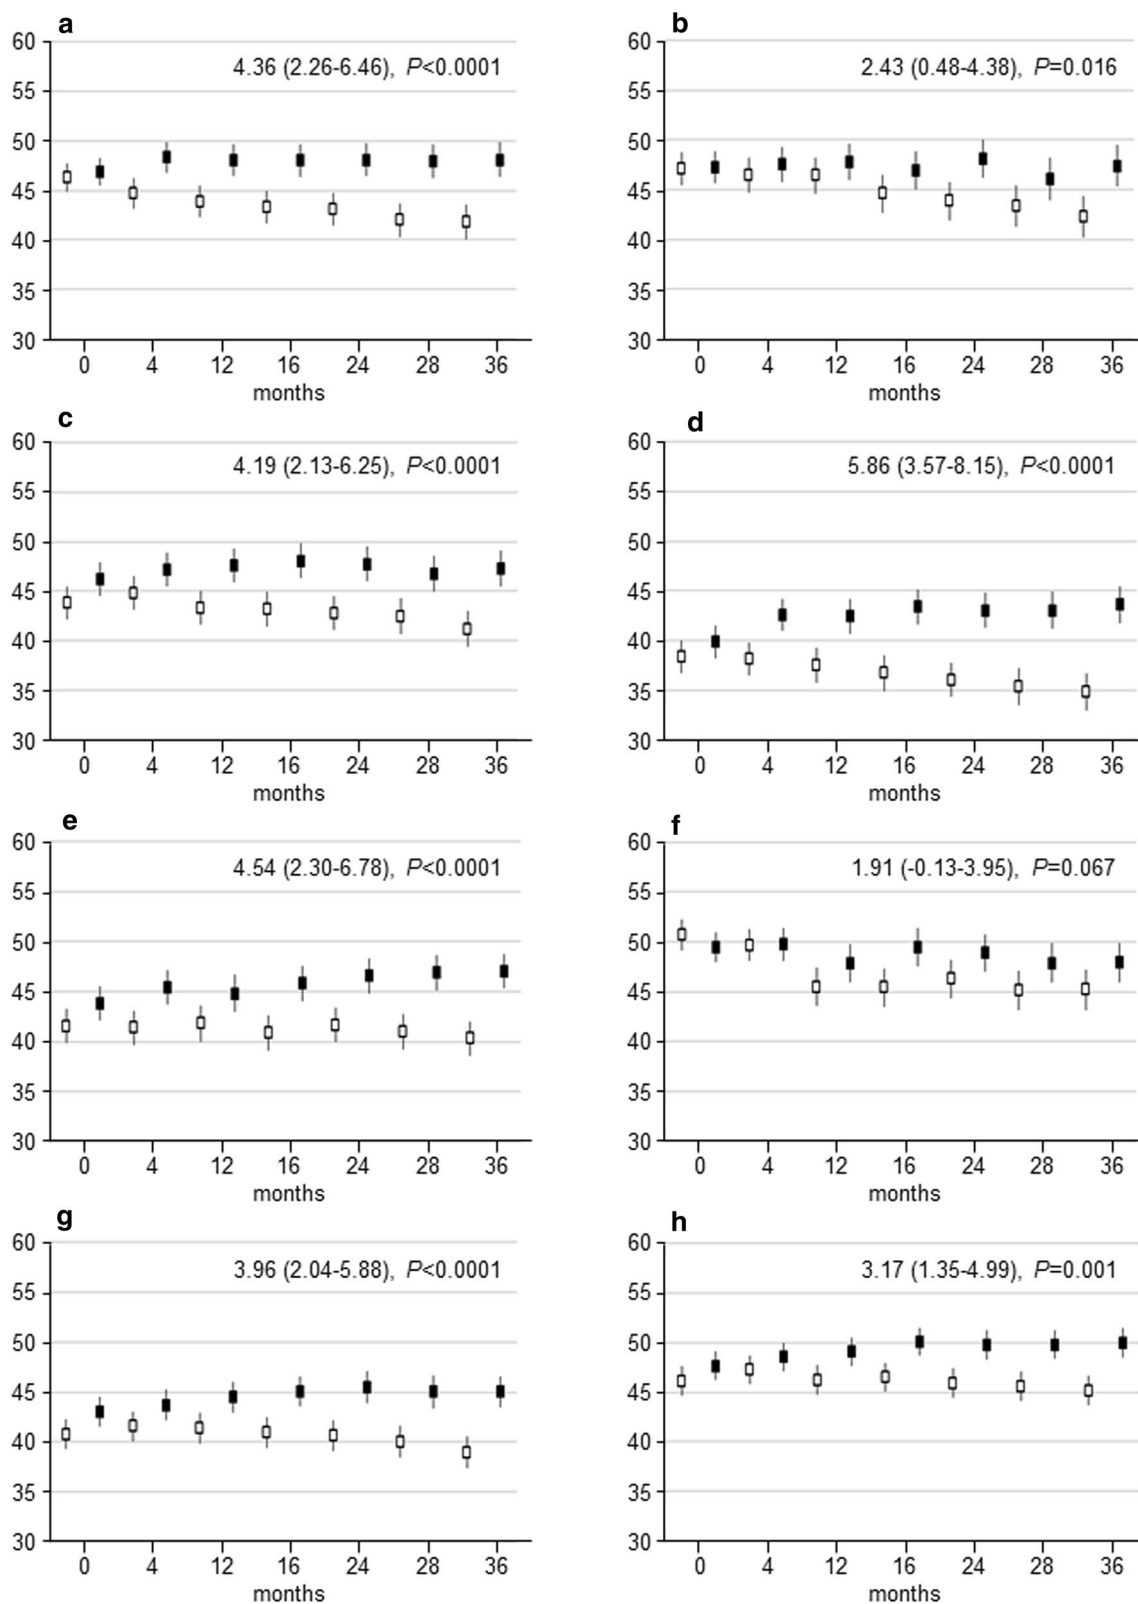 a
4.36 (2.26-6.46), P<0.0001
60
55
50
45
40
35
30
0 4 12 16 24 28 36
months
b
2.43 (0.48-4.38), P=0.016
60
55
50
45
40
35
30
0 4 12 16 24 28 36
months
c
4.19 (2.13-6.25), P<0.0001
60
55
50
45
40
35
30
0 4 12 16 24 28 36
months
d
5.86 (3.57-8.15), P<0.0001
60
55
50
45
40
35
30
0 4 12 16 24 28 36
months
e
4.54 (2.30-6.78), P<0.0001
60
55
50
45
40
35
30
0 4 12 16 24 28 36
months
f
1.91 (-0.13-3.95), P=0.067
60
55
50
45
40
35
30
0 4 12 16 24 28 36
months
g
3.96 (2.04-5.88), P<0.0001
60
55
50
45
40
35
30
0 4 12 16 24 28 36
months
h
3.17 (1.35-4.99), P=0.001
60
55
50
45
40
35
30
0 4 12 16 24 28 36
months